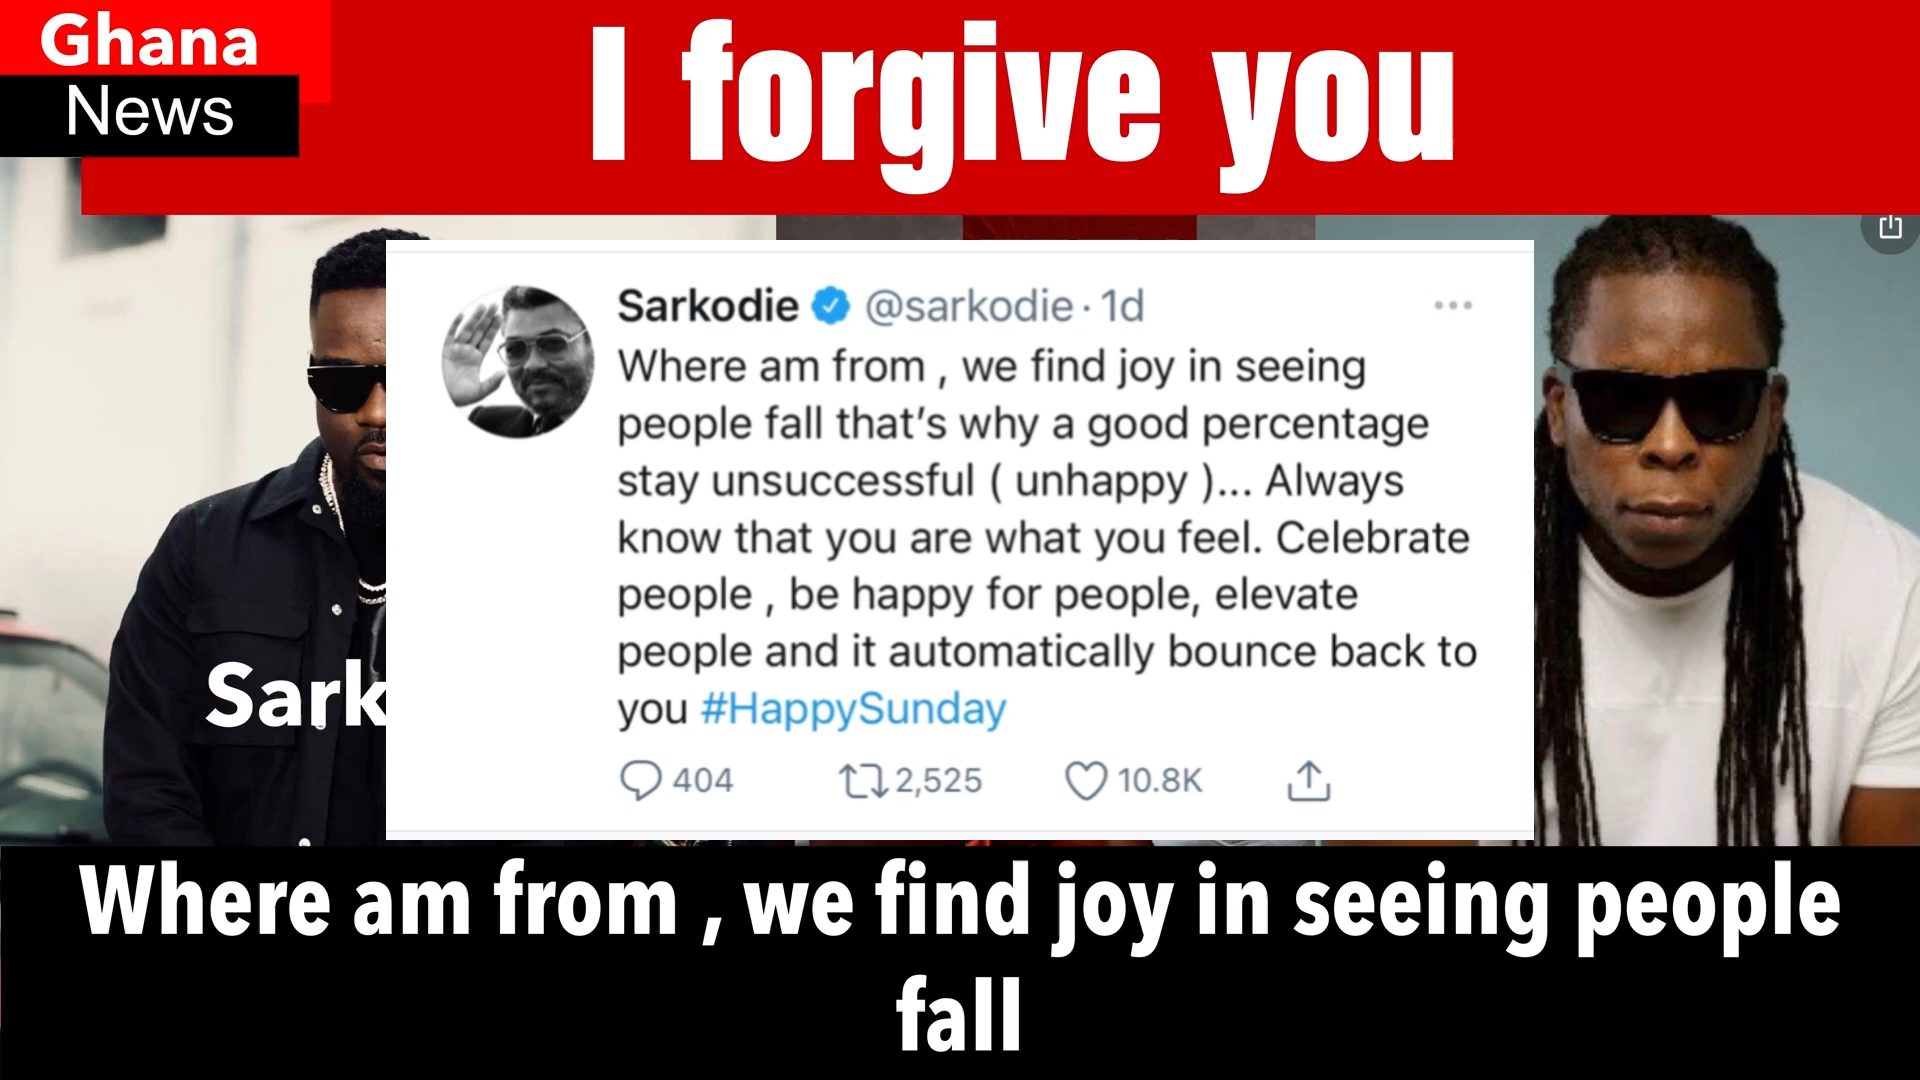 Ghana
News
I forgive you
Sarkodie @sarkodie · 1d
Where am from , we find joy in seeing
people fall that’s why a good percentage
stay unsuccessful ( unhappy )... Always
know that you are what you feel. Celebrate
people , be happy for people, elevate
people and it automatically bounce back to
you #HappySunday
404 2,525 10.8K
Sark
Where am from , we find joy in seeing people
fall